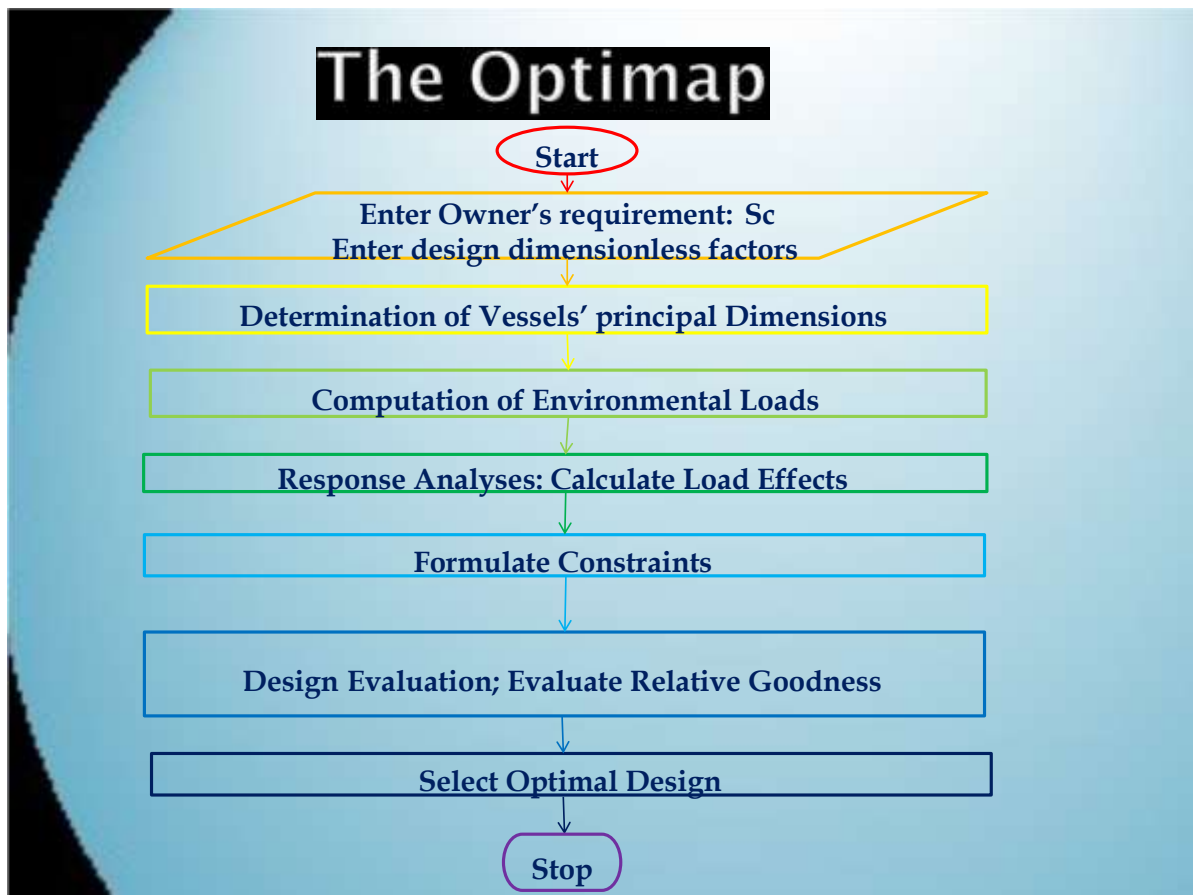 The Optimap
Start
Enter Owner’s requirement: Sc
Enter design dimensionless factors
Determination of Vessels’ principal Dimensions
Computation of Environmental Loads
Response Analyses: Calculate Load Effects
Formulate Constraints
Design Evaluation; Evaluate Relative Goodness
Select Optimal Design
Stop